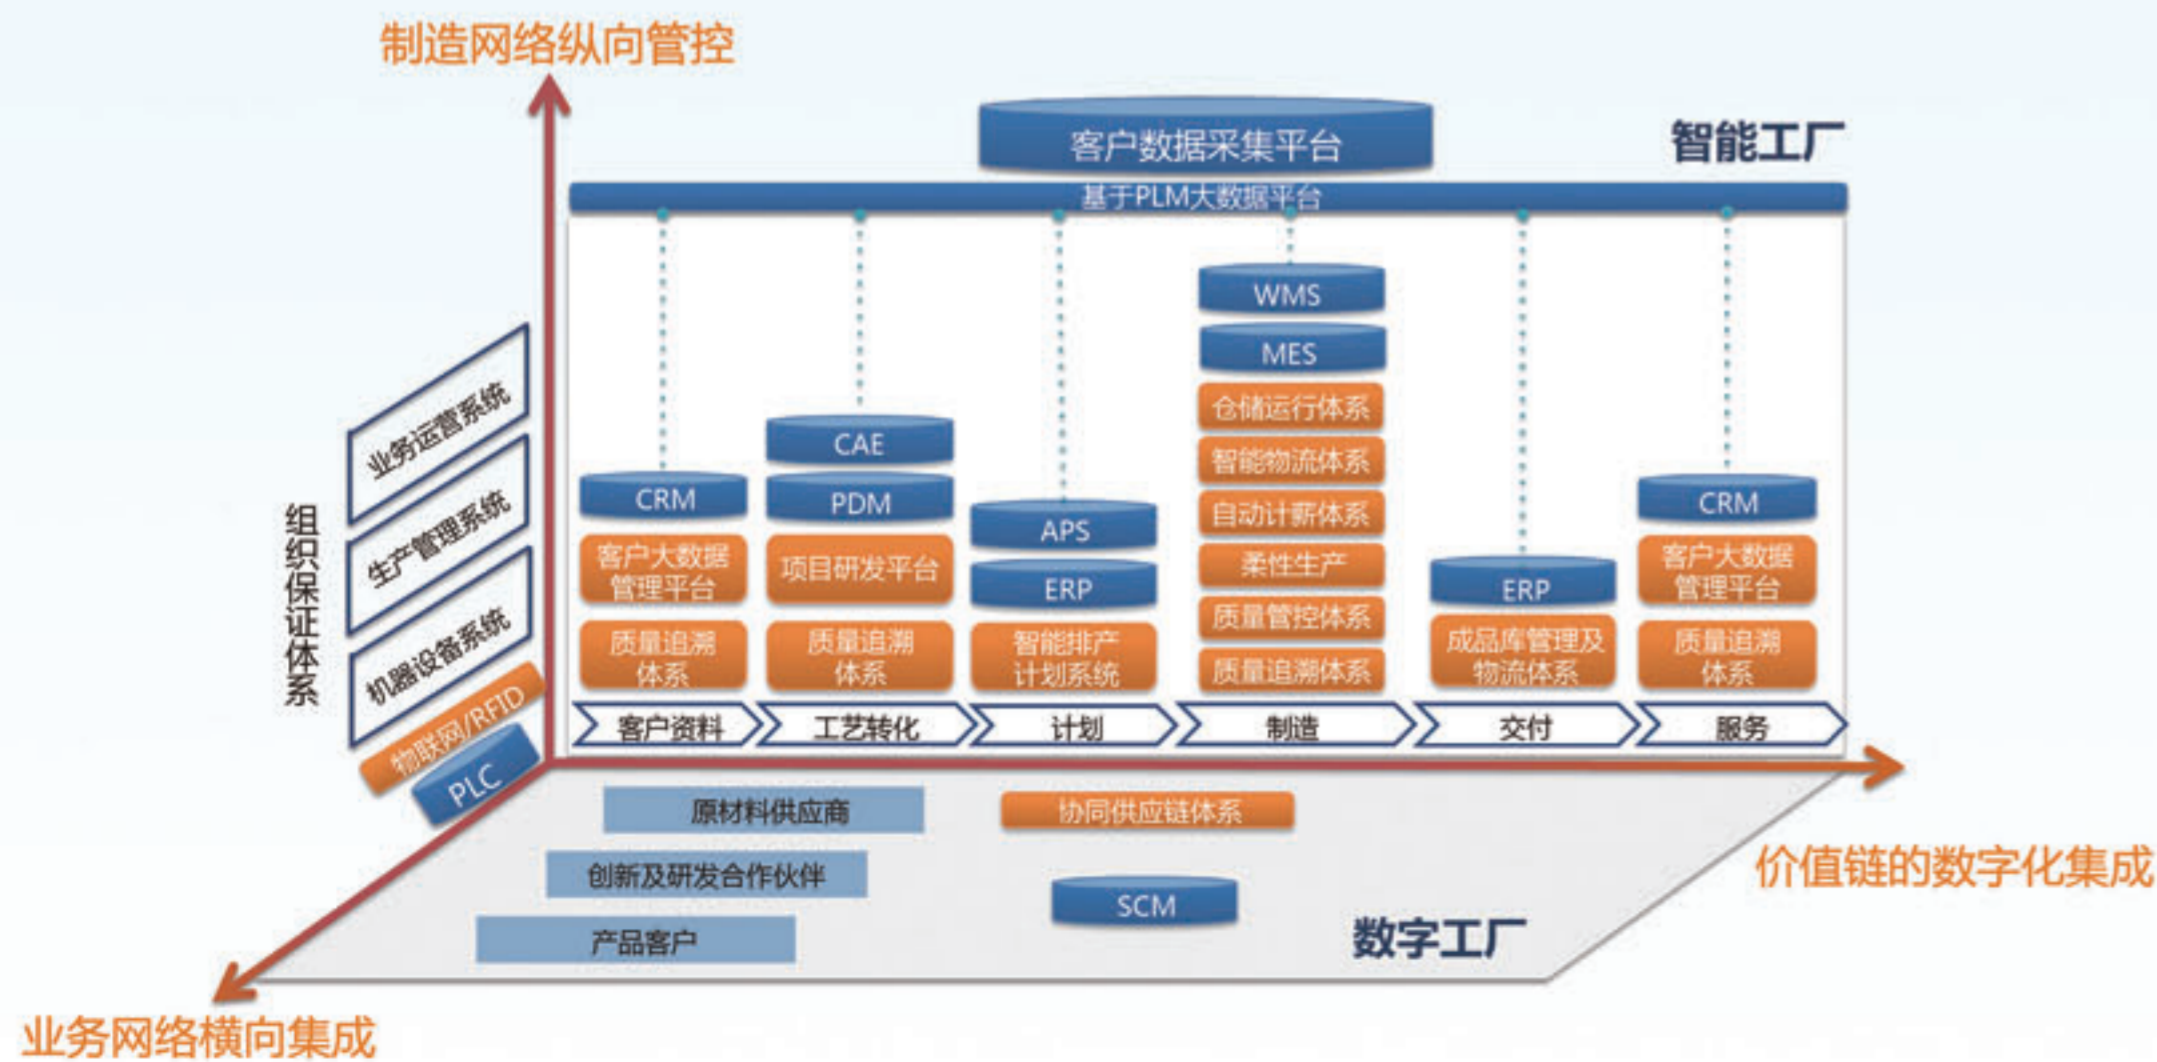 制造网络纵向管控
客户数据采集平台
智能工厂
基于PLM大数据平台
组织保证体系
业务运营系统
生产管理系统
机器设备系统
物联网/RFID
PLC
CRM
客户大数据
管理平台
质量追溯
体系
CAE
PDM
项目研发平台
质量追溯
体系
APS
ERP
智能排产
计划系统
WMS
MES
仓储运行体系
智能物流体系
自动计薪体系
柔性生产
质量管控体系
质量追溯体系
ERP
成品库管理及
物流体系
CRM
客户大数据
管理平台
质量追溯
体系
客户资料
工艺转化
计划
制造
交付
服务
原材料供应商
协同供应链体系
创新及研发合作伙伴
SCM
产品客户
数字工厂
价值链的数字化集成
业务网络横向集成